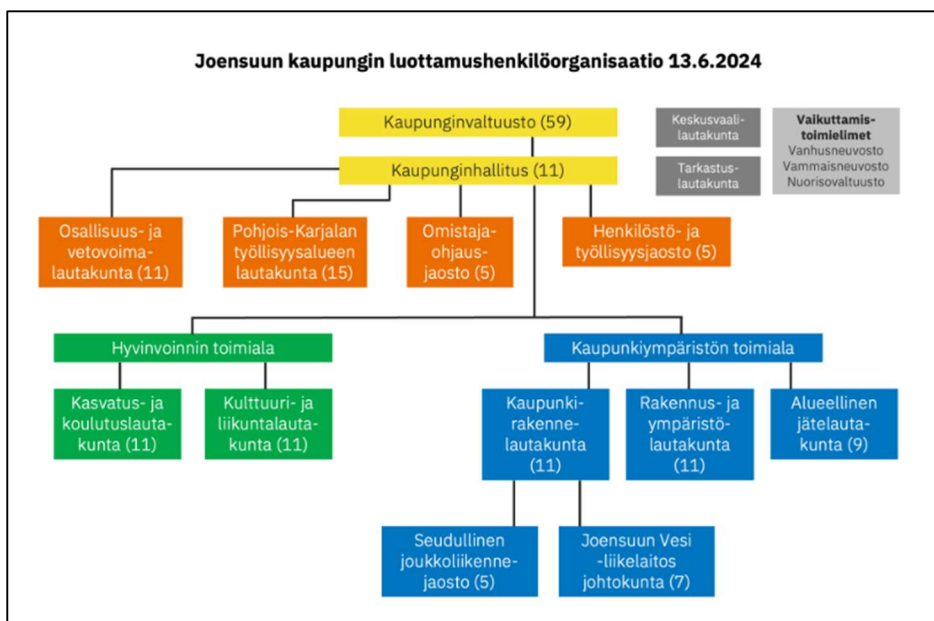 Joensuun kaupungin luottamushenkilöorganisaatio 13.6.2024
Kaupunginvaltuusto (59)
Kaupunginhallitus (11)
Keskusvaali-
lautakunta
Tarkastus-
lautakunta
Vaikuttamis-
toimielimet
Vanhusneuvosto
Vammaisneuvosto
Nuorisovaltuusto
Osallisuus- ja
vetovoima-
lautakunta (11)
Pohjois-Karjalan
työllisyysalueen
lautakunta (15)
Omistaja-
ohjaus-
jaosto (5)
Henkilöstö- ja
työllisyysjaosto (5)
Hyvinvoinnin toimiala
Kaupunkiympäristön toimiala
Kasvatus- ja
koulutuslauta-
kunta (11)
Kulttuuri- ja
liikuntalauta-
kunta (11)
Kaupunki-
rakenne-
lautakunta
(11)
Rakennus- ja
ympäristö-
lautakunta
(11)
Alueellinen
jätelauta-
kunta (9)
Seudullinen
joukkoliikenne-
jaosto (5)
Joensuun Vesi
-liikelaitos
johtokunta (7)